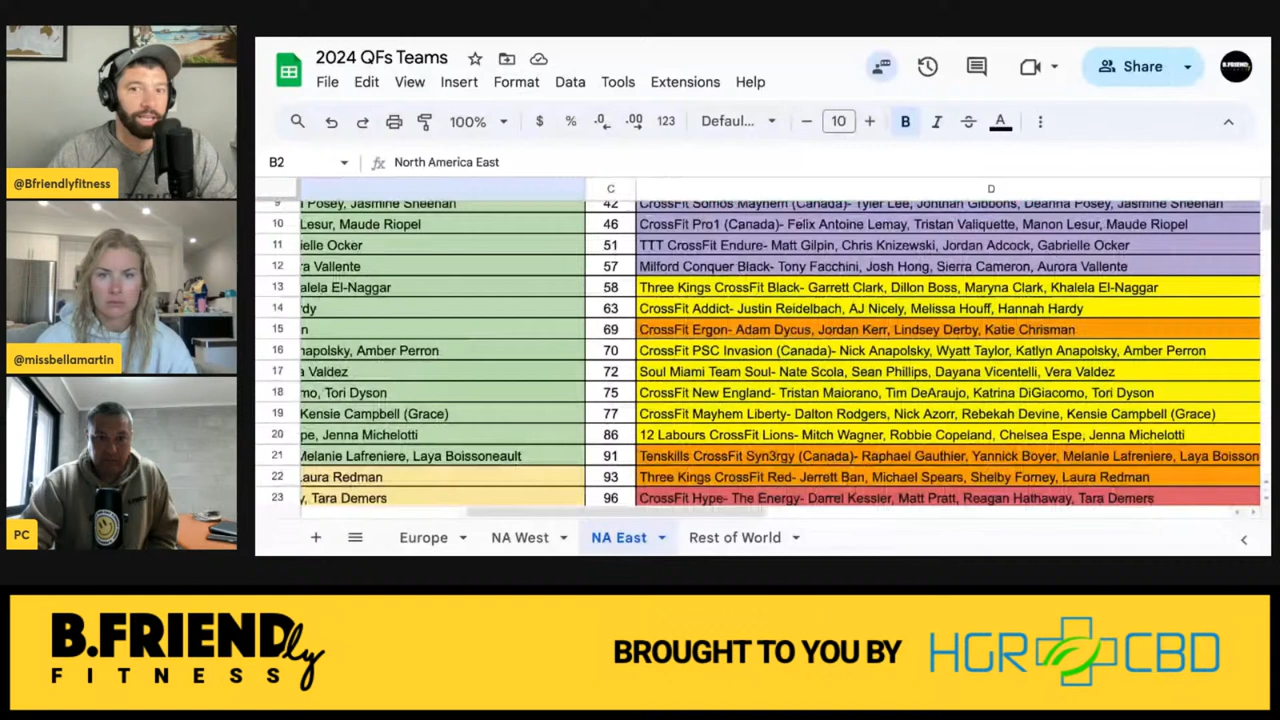 @Bfriendlyfitness
@missbellamartin
PC
2024 QFs Teams
File Edit View Insert Format Data Tools Extensions Help
Share
100% $ % .0 .00 123 Defaul... − 10 + B I S A
B2 fx North America East
C D
9 Posey, Jasmine Sheehan 42 CrossFit Somos Mayhem (Canada)- Tyler Lee, Jonthan Gibbons, Deanna Posey, Jasmine Sheenan
10 Lesur, Maude Riopel 46 CrossFit Pro1 (Canada)- Felix Antoine Lemay, Tristan Valiquette, Manon Lesur, Maude Riopel
11 ielle Ocker 51 TTT CrossFit Endure- Matt Gilpin, Chris Knizewski, Jordan Adcock, Gabrielle Ocker
12 ra Vallente 57 Milford Conquer Black- Tony Facchini, Josh Hong, Sierra Cameron, Aurora Vallente
13 alela El-Naggar 58 Three Kings CrossFit Black- Garrett Clark, Dillon Boss, Maryna Clark, Khalela El-Naggar
14 dy 63 CrossFit Addict- Justin Reidelbach, AJ Nicely, Melissa Houff, Hannah Hardy
15 n 69 CrossFit Ergon- Adam Dycus, Jordan Kerr, Lindsey Derby, Katie Chrisman
16 napolsky, Amber Perron 70 CrossFit PSC Invasion (Canada)- Nick Anapolsky, Wyatt Taylor, Katlyn Anapolsky, Amber Perron
17 a Valdez 72 Soul Miami Team Soul- Nate Scola, Sean Phillips, Dayana Vicentelli, Vera Valdez
18 mo, Tori Dyson 75 CrossFit New England- Tristan Maiorano, Tim DeAraujo, Katrina DiGiacomo, Tori Dyson
19 Kensie Campbell (Grace) 77 CrossFit Mayhem Liberty- Dalton Rodgers, Nick Azorr, Rebekah Devine, Kensie Campbell (Grace)
20 pe, Jenna Michelotti 86 12 Labours CrossFit Lions- Mitch Wagner, Robbie Copeland, Chelsea Espe, Jenna Michelotti
21 Melanie Lafreniere, Laya Boissoneault 91 Tenskills CrossFit Syn3rgy (Canada)- Raphael Gauthier, Yannick Boyer, Melanie Lafreniere, Laya Boisson
22 Laura Redman 93 Three Kings CrossFit Red- Jerrett Ban, Michael Spears, Shelby Forney, Laura Redman
23 , Tara Demers 96 CrossFit Hype- The Energy- Darrel Kessler, Matt Pratt, Reagan Hathaway, Tara Demers
Europe NA West NA East Rest of World
B.FRIENDly
FITNESS
BROUGHT TO YOU BY
HGR CBD